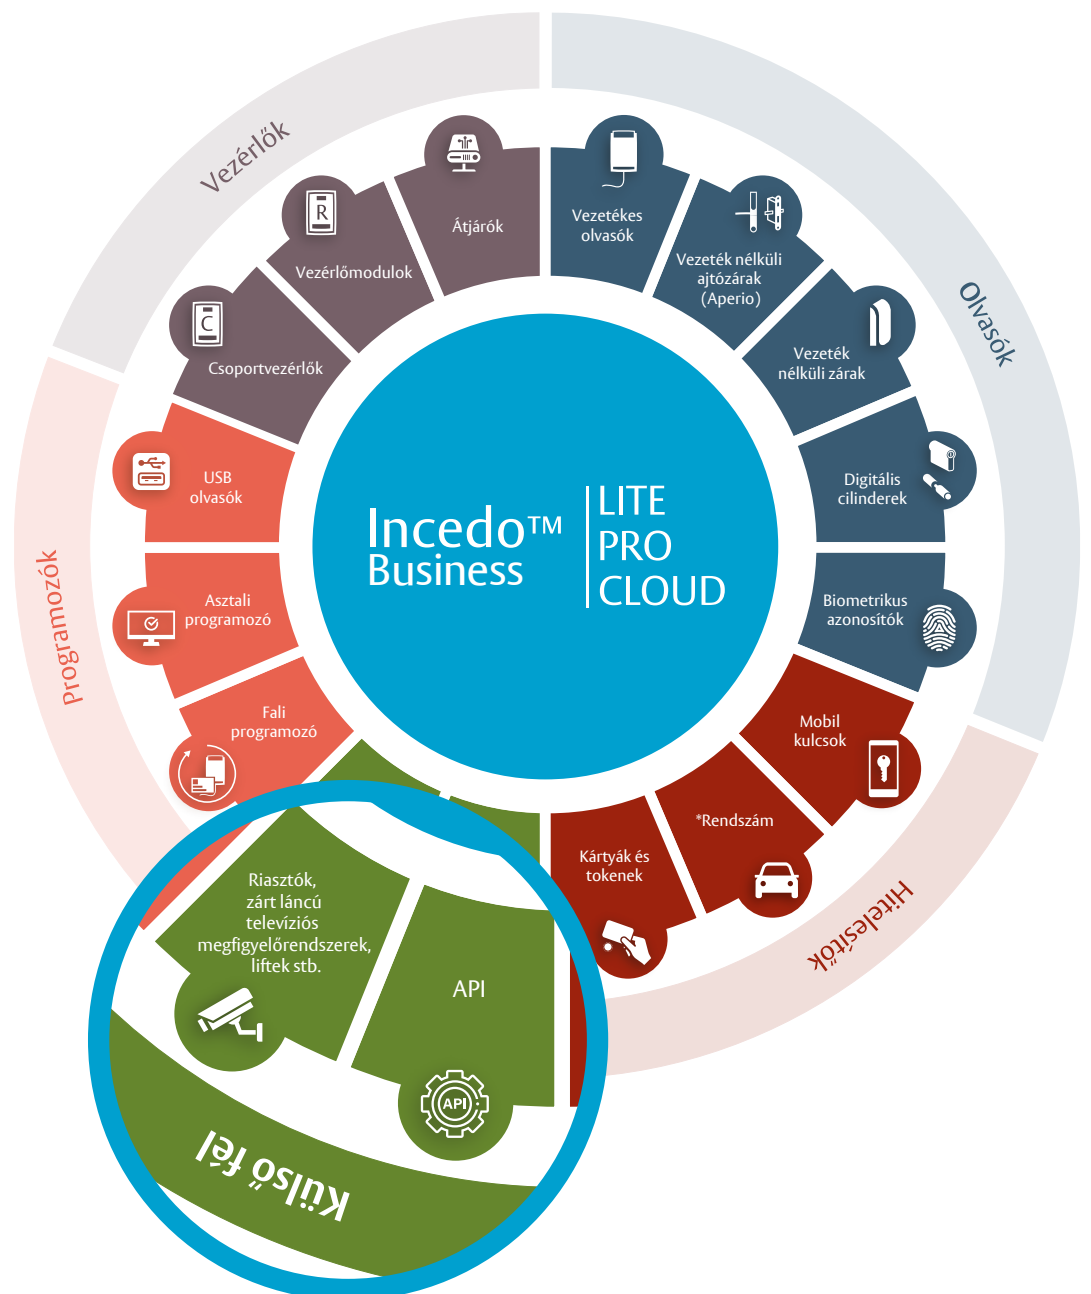 Vezérlők
Átjárók
R
Vezérlőmodulok
C
Csoportvezérlők
Olvasók
Vezetékes
olvasók
Vezeték nélküli
ajtózárak
(Aperio)
Vezeték
nélküli zárak
Digitális
cilinderek
Biometrikus
azonosítók
Incedo™
Business
LITE
PRO
CLOUD
Programozók
USB
olvasók
Asztali
programozó
Fali
programozó
Hitelesítők
Mobil
kulcsok
*Rendszám
Kártyák és
tokenek
Riasztók,
zárt láncú
televíziós
megfigyelőrendszerek,
liftek stb.
API
API
Külső fél